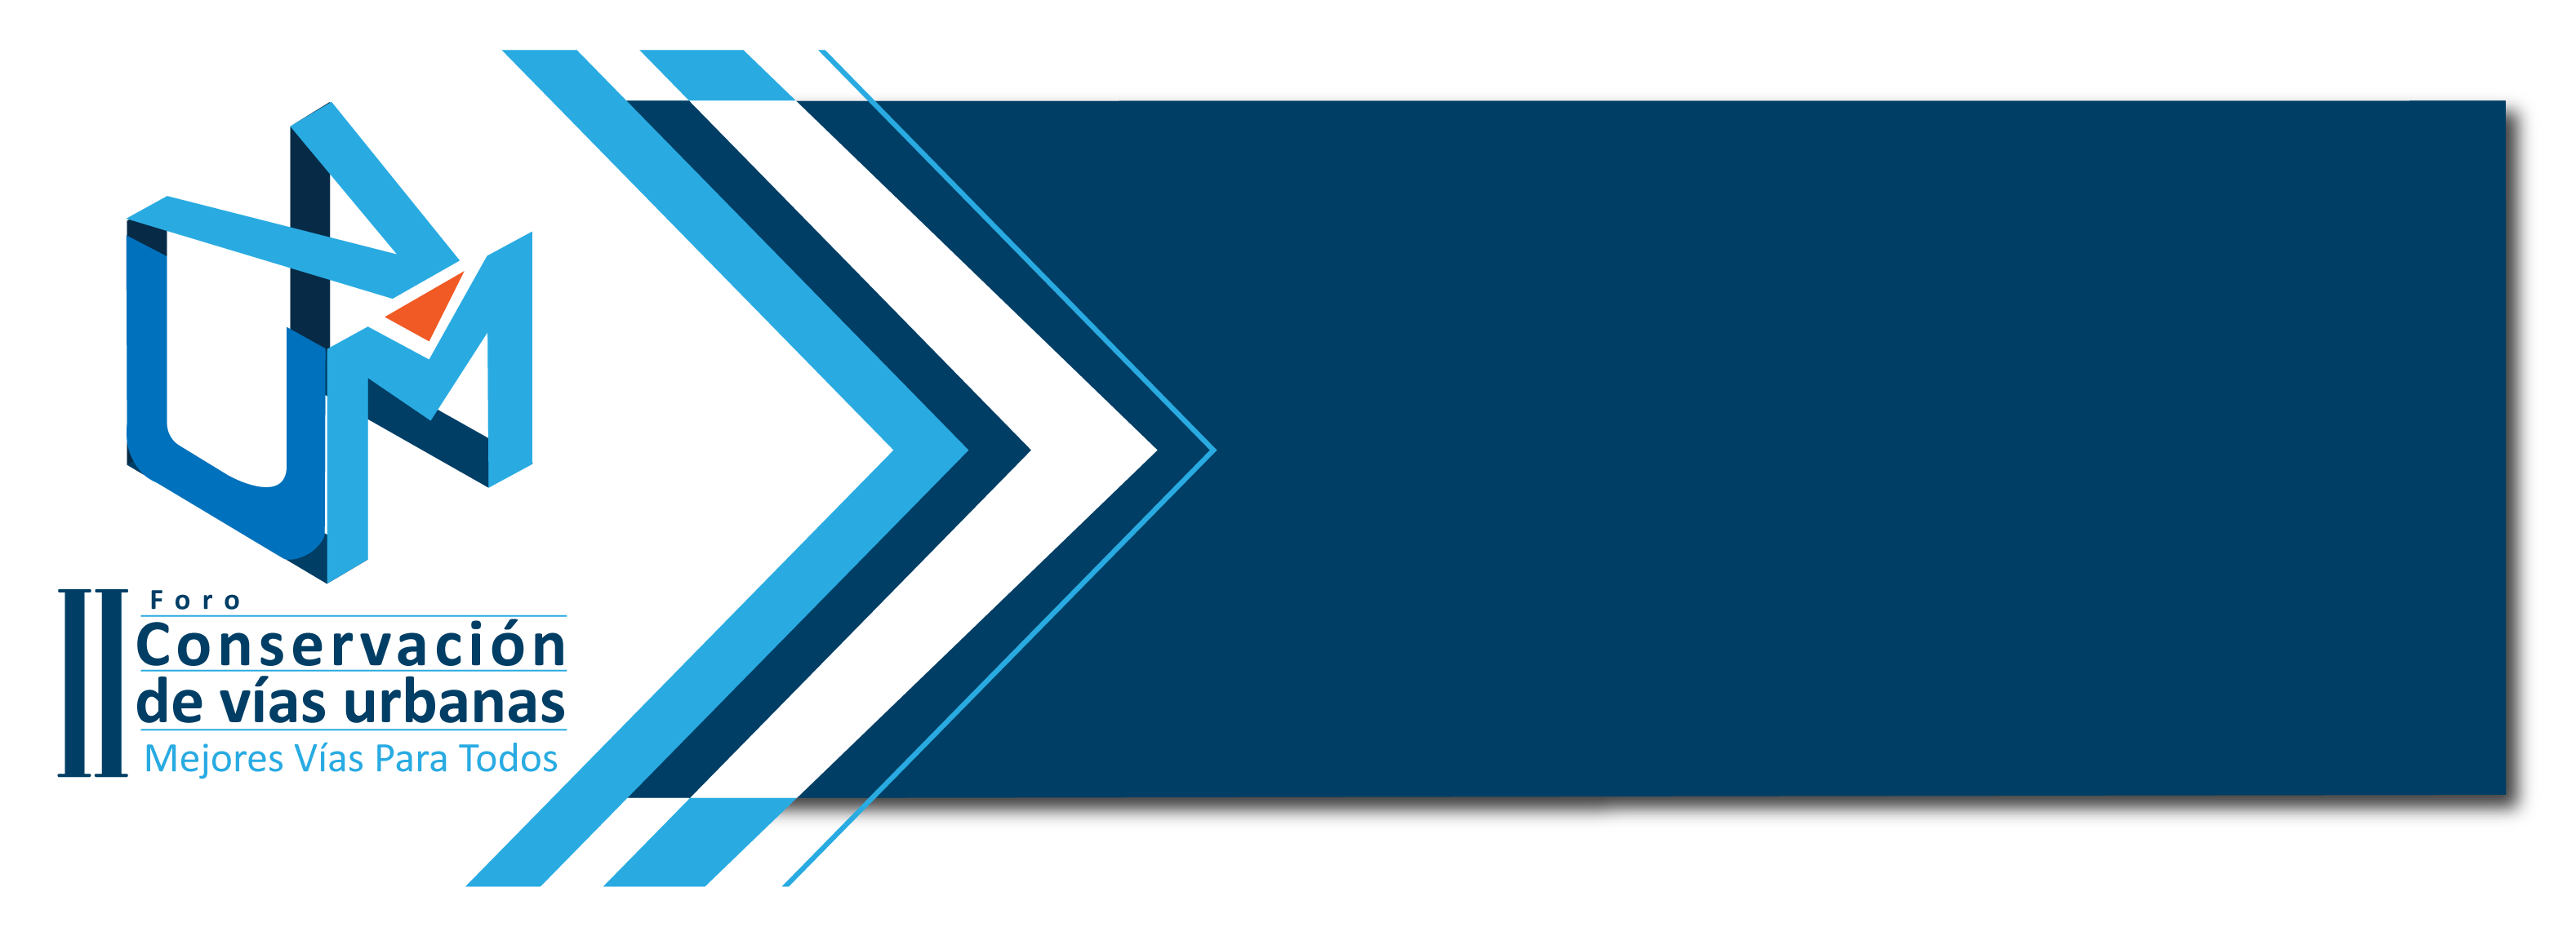 II
Foro
Conservación
de vías urbanas
Mejores Vías Para Todos